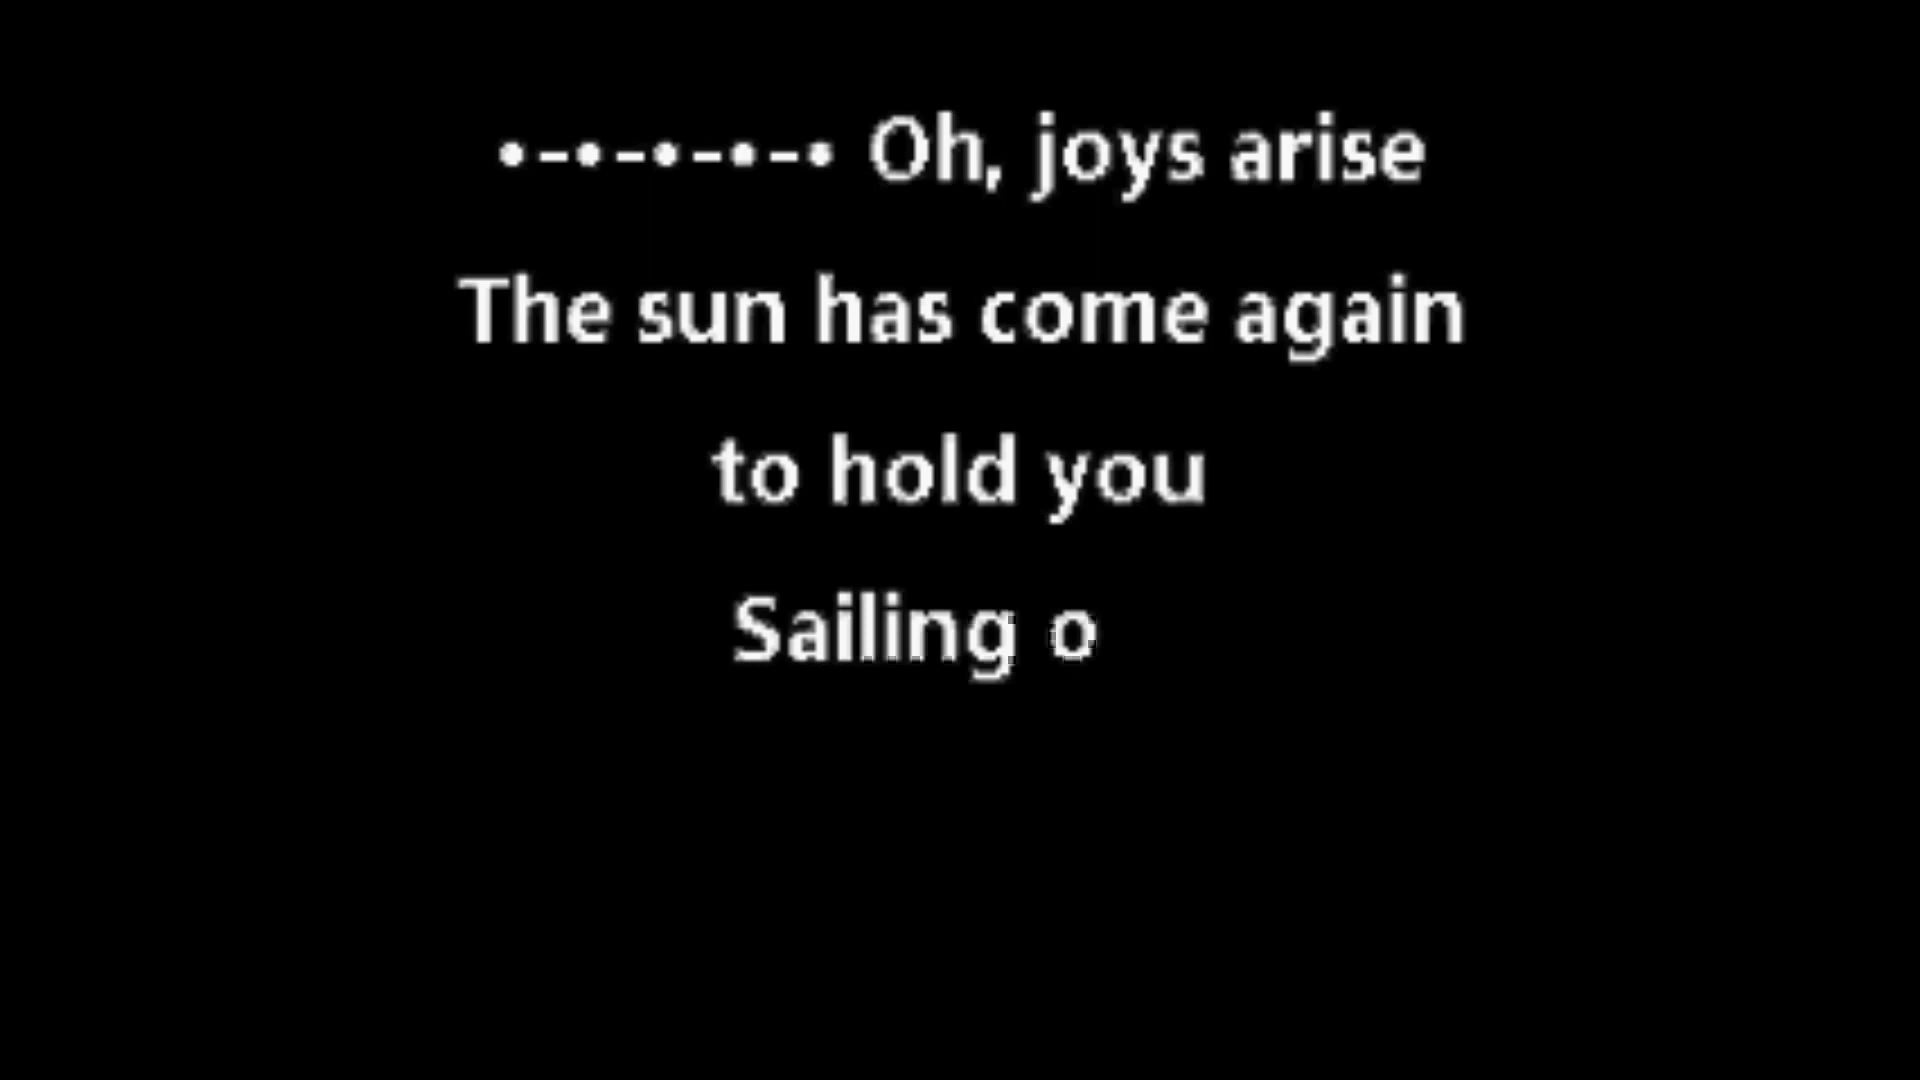 •–•–•–•–• Oh, joys arise
The sun has come again
to hold you
Sailing o